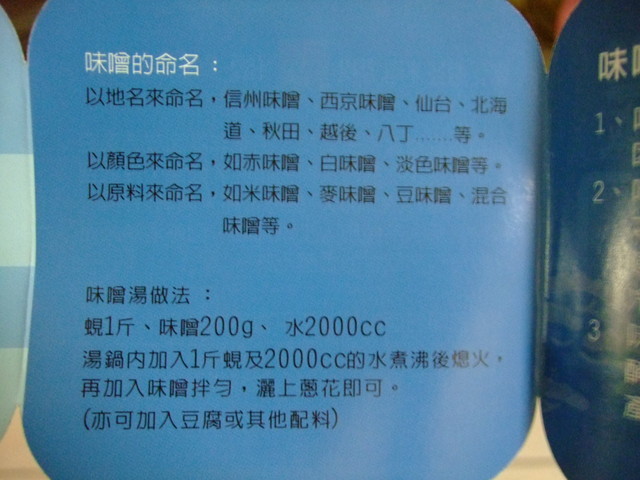 味噌的命名：
以地名來命名，信州味噌、西京味噌、仙台、北海
道、秋田、越後、八丁.......等。
以顏色來命名，如赤味噌、白味噌、淡色味噌等。
以原料來命名，如米味噌、麥味噌、豆味噌、混合
味噌等。
味噌湯做法：
蜆1斤、味噌200g、 水2000cc
湯鍋內加入1斤蜆及2000cc的水煮沸後熄火，
再加入味噌拌勻，灑上蔥花即可。
(亦可加入豆腐或其他配料)
味
1、
2、
3